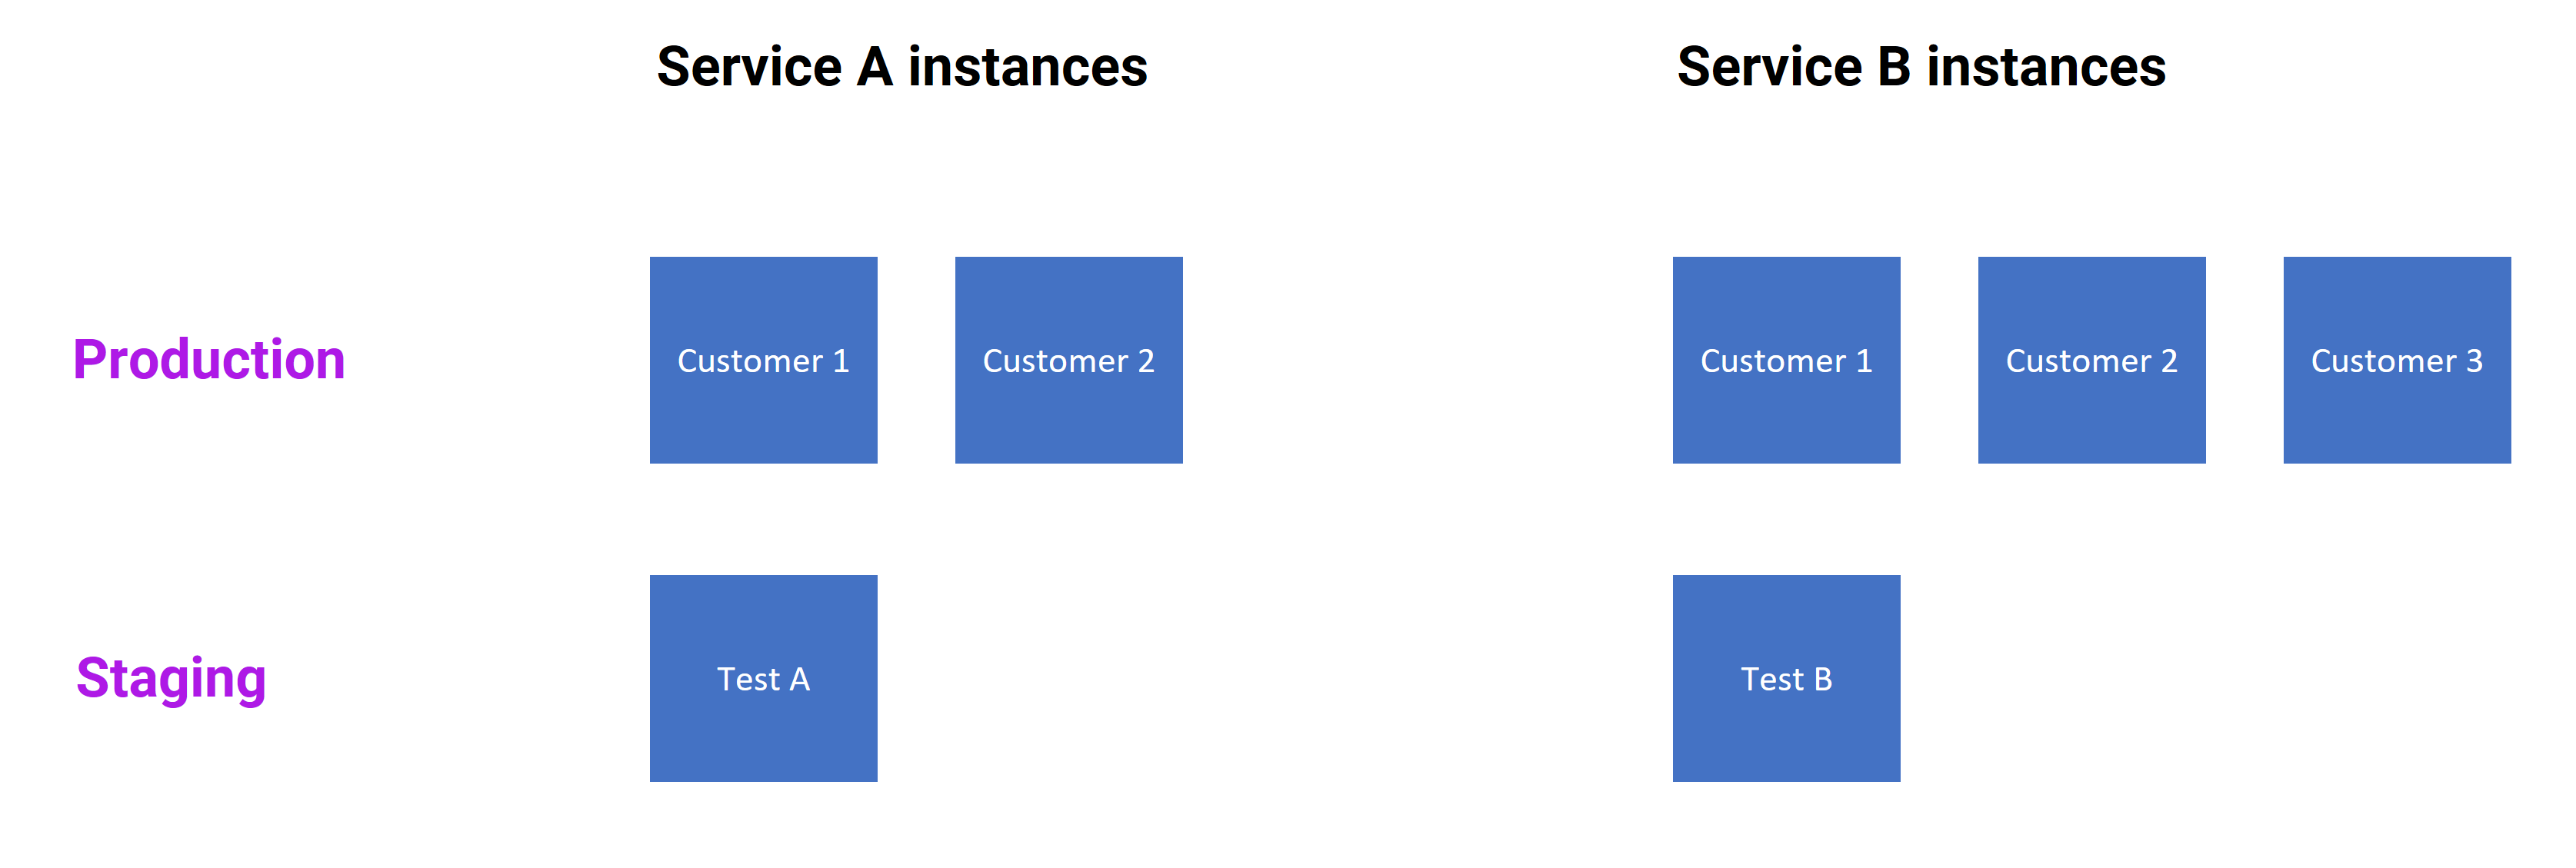 Service A instances
Service B instances
Production
Customer 1
Customer 2
Customer 1
Customer 2
Customer 3
Staging
Test A
Test B